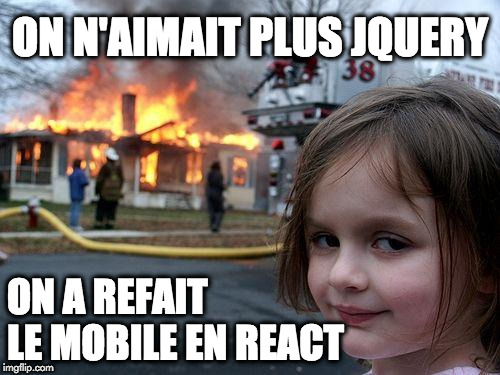 ON N'AIMAIT PLUS JQUERY
38
ON A REFAIT
LE MOBILE EN REACT
imgflip.com